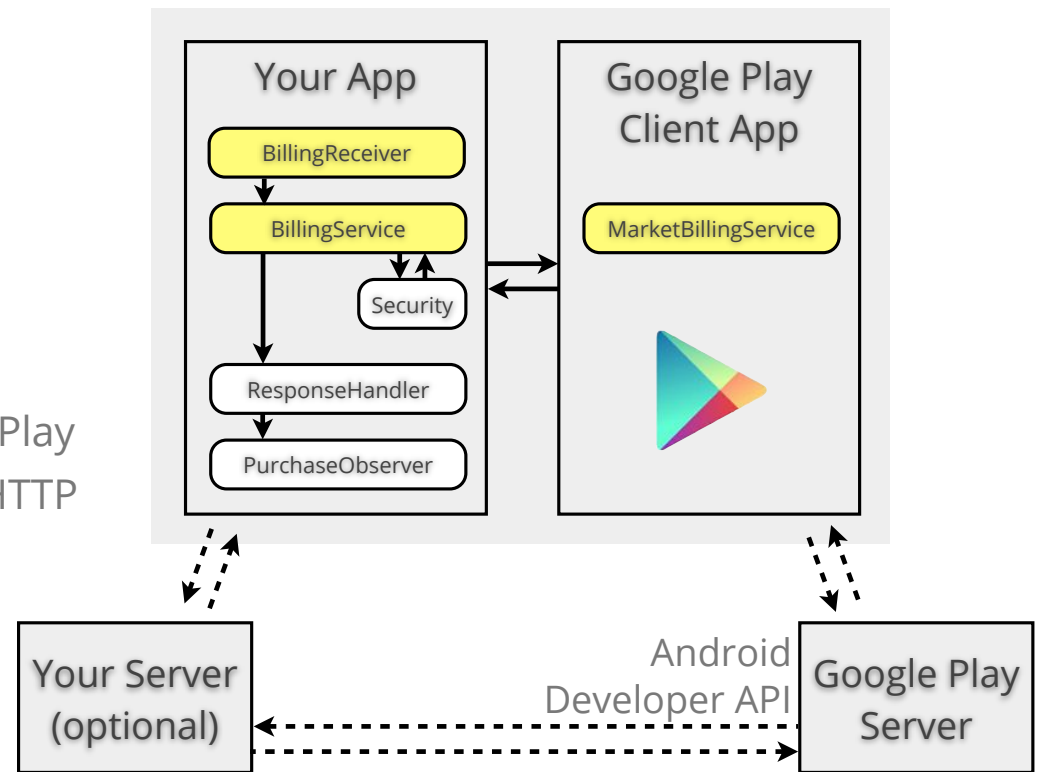 Your App
BillingReceiver
BillingService
Security
ResponseHandler
PurchaseObserver
Google Play
Client App
MarketBillingService
Play
HTTP
Your Server
(optional)
Android
Developer API
Google Play
Server